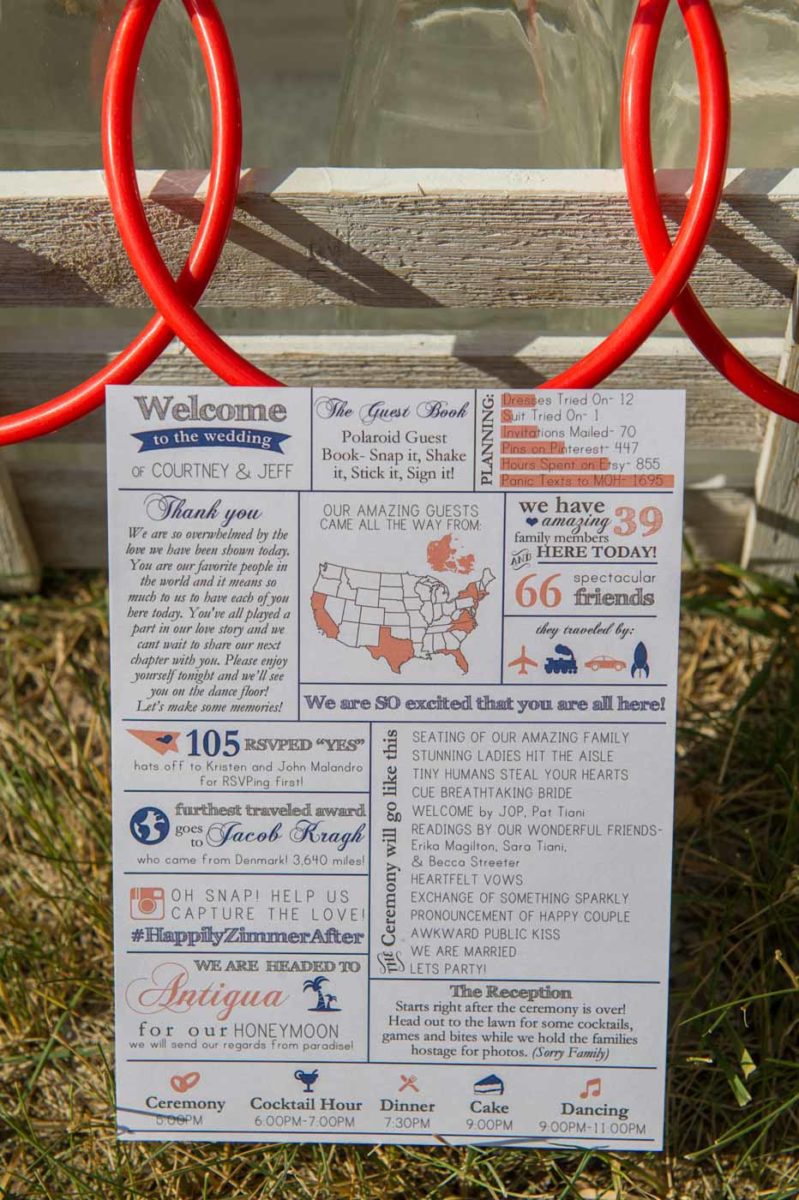 Welcome
to the wedding
OF COURTNEY & JEFF
The Guest Book
Polaroid Guest
Book- Snap it, Shake
it, Stick it, Sign it!
PLANNING:
Dresses Tried On- 12
Suit Tried On- 1
Invitations Mailed- 70
Pins on Pinterest- 447
Hours Spent on Etsy- 855
Panic Texts to MOH- 1695
Thank you
We are so overwhelmed by the
love we have been shown today.
You are our favorite people in
the world and it means so
much to us to have each of you
here today. You've all played a
part in our love story and we
cant wait to share our next
chapter with you. Please enjoy
yourself tonight and we'll see
you on the dance floor!
Let's make some memories!
OUR AMAZING GUESTS
CAME ALL THE WAY FROM:
we have
amazing 39
family members
AND HERE TODAY!
66 spectacular
friends
they traveled by:
We are SO excited that you are all here!
105 RSVPED "YES"
hats off to Kristen and John Malandro
for RSVPing first!
furthest traveled award
goes
to Jacob Kragh
who came from Denmark! 3,640 miles!
OH SNAP! HELP US
CAPTURE THE LOVE!
#HappilyZimmerAfter
WE ARE HEADED TO
Antigua
for our HONEYMOON
we will send our regards from paradise!
THE Ceremony will go like this
SEATING OF OUR AMAZING FAMILY
STUNNING LADIES HIT THE AISLE
TINY HUMANS STEAL YOUR HEARTS
CUE BREATHTAKING BRIDE
WELCOME by JOP, Pat Tiani
READINGS BY OUR WONDERFUL FRIENDS-
Erika Magilton, Sara Tiani,
& Becca Streeter
HEARTFELT VOWS
EXCHANGE OF SOMETHING SPARKLY
PRONOUNCEMENT OF HAPPY COUPLE
AWKWARD PUBLIC KISS
WE ARE MARRIED
LETS PARTY!
The Reception
Starts right after the ceremony is over!
Head out to the lawn for some cocktails,
games and bites while we hold the families
hostage for photos. (Sorry Family)
Ceremony
5:00PM
Cocktail Hour
6:00PM-7:00PM
Dinner
7:30PM
Cake
9:00PM
Dancing
9:00PM-11:00PM